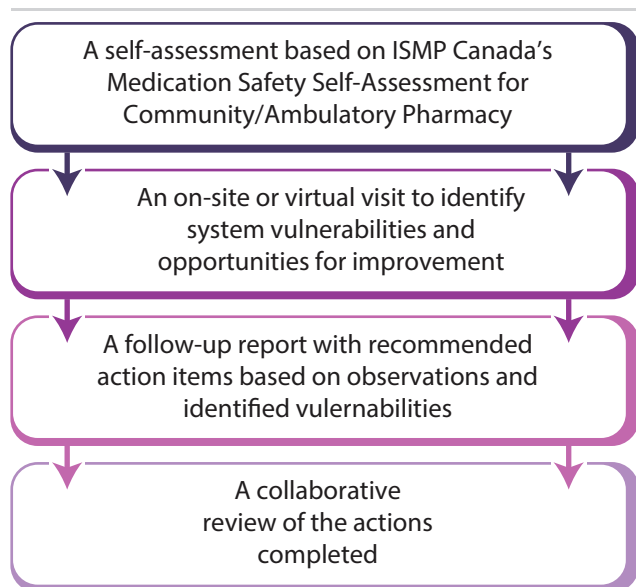 A self-assessment based on ISMP Canada's
Medication Safety Self-Assessment for
Community/Ambulatory Pharmacy
An on-site or virtual visit to identify
system vulnerabilities and
opportunities for improvement
A follow-up report with recommended
action items based on observations and
identified vulernabilities
A collaborative
review of the actions
completed